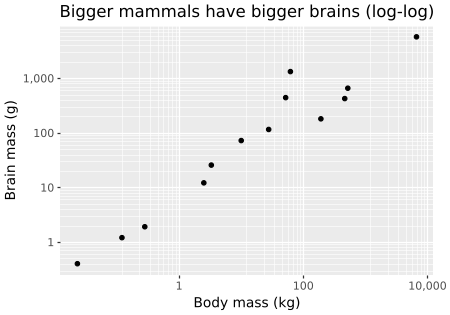 Bigger mammals have bigger brains (log-log)
Brain mass (g)
1,000
100
10
1
1
100
10,000
Body mass (kg)